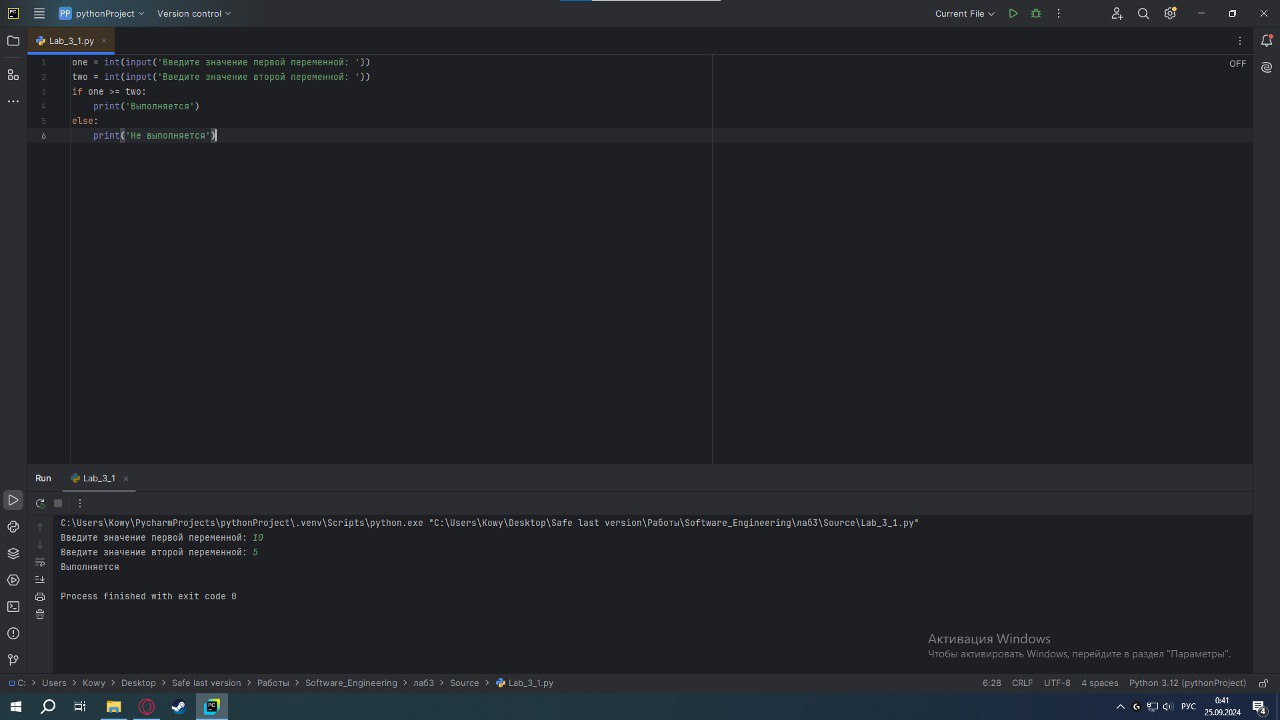 PC
PP pythonProject
Version control
Current File
Lab_3_1.py
OFF
1 one = int(input('Введите значение первой переменной: '))
2 two = int(input('Введите значение второй переменной: '))
3 if one >= two:
4 print('Выполняется')
5 else:
6 print('Не выполняется')
Run
Lab_3_1
C:\Users\Kowy\PycharmProjects\pythonProject\.venv\Scripts\python.exe "C:\Users\Kowy\Desktop\Safe last version\Работы\Software_Engineering\лаб3\Source\Lab_3_1.py"
Введите значение первой переменной: 10
Введите значение второй переменной: 5
Выполняется
Process finished with exit code 0
Активация Windows
Чтобы активировать Windows, перейдите в раздел "Параметры".
C: > Users > Kowy > Desktop > Safe last version > Работы > Software_Engineering > лаб3 > Source > Lab_3_1.py
6:28 CRLF UTF-8 4 spaces Python 3.12 (pythonProject)
PC
РУС
0:41
25.09.2024